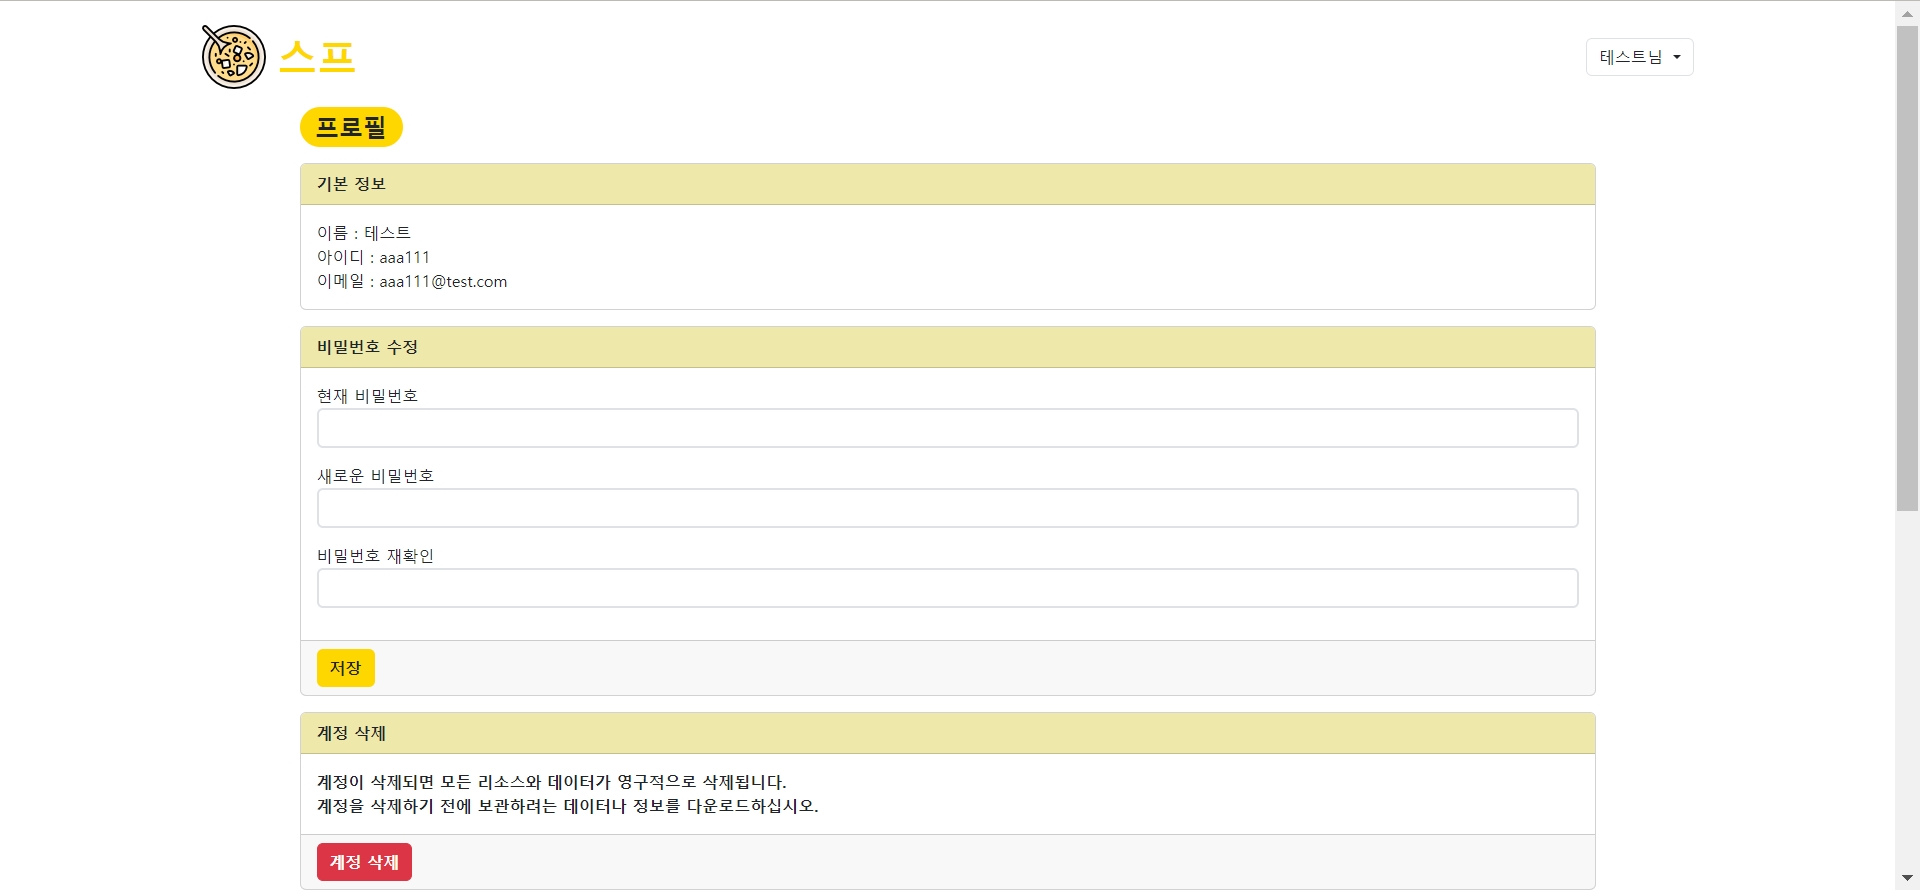 스프
테스트님
프로필
기본 정보
이름 : 테스트
아이디 : aaa111
이메일 : aaa111@test.com
비밀번호 수정
현재 비밀번호
새로운 비밀번호
비밀번호 재확인
저장
계정 삭제
계정이 삭제되면 모든 리소스와 데이터가 영구적으로 삭제됩니다.
계정을 삭제하기 전에 보관하려는 데이터나 정보를 다운로드하십시오.
계정 삭제